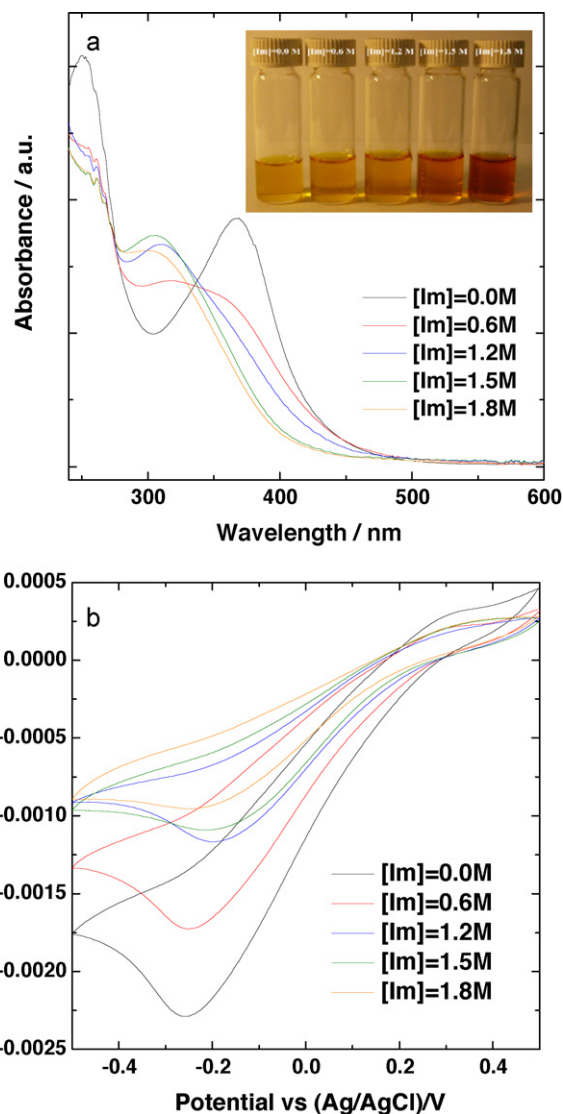 a
[Im]=0.0 M [Im]=0.6 M [Im]=1.2 M [Im]=1.5 M [Im]=1.8 M
Absorbance / a.u.
[Im]=0.0M
[Im]=0.6M
[Im]=1.2M
[Im]=1.5M
[Im]=1.8M
300 400 500 600
Wavelength / nm
b
0.0005
0.0000
-0.0005
-0.0010
-0.0015
-0.0020
-0.0025
[Im]=0.0M
[Im]=0.6M
[Im]=1.2M
[Im]=1.5M
[Im]=1.8M
-0.4 -0.2 0.0 0.2 0.4
Potential vs (Ag/AgCl)/V